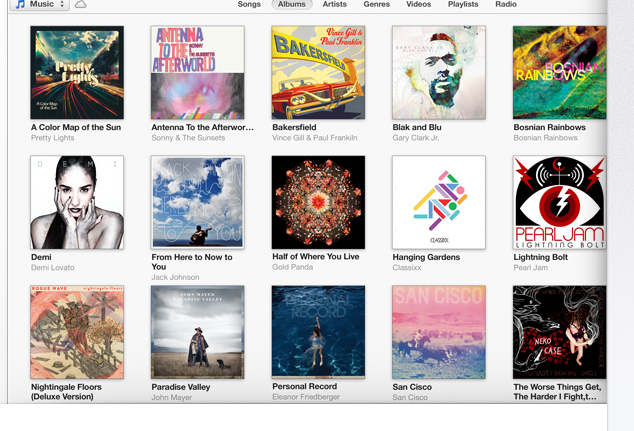 Music
Songs Albums Artists Genres Videos Playlists Radio
Pretty Lights
A Color Map of the Sun
ANTENNA TO THE AFTERWORLD
SONNY & THE SUNSETS
Vince Gill & Paul Franklin
BAKERSFIELD
GARY CLARK JR.
BOSNIAN RAINBOWS
A Color Map of the Sun
Pretty Lights
Antenna To the Afterwor...
Sonny & The Sunsets
Bakersfield
Vince Gill & Paul Franklin
Blak and Blu
Gary Clark Jr.
Bosnian Rainbows
Bosnian Rainbows
DEMI
CLASSIXX
PEARL JAM
LIGHTNING BOLT
Demi
Demi Lovato
From Here to Now to You
Jack Johnson
Half of Where You Live
Gold Panda
Hanging Gardens
Classixx
Lightning Bolt
Pearl Jam
ROGUE WAVE nightingale floors
JOHN MAYER
PARADISE VALLEY
PERSONAL RECORD
SAN CISCO
NEKO CASE
Nightingale Floors (Deluxe Version)
Paradise Valley
John Mayer
Personal Record
Eleanor Friedberger
San Cisco
San Cisco
The Worse Things Get, The Harder I Fight,t...